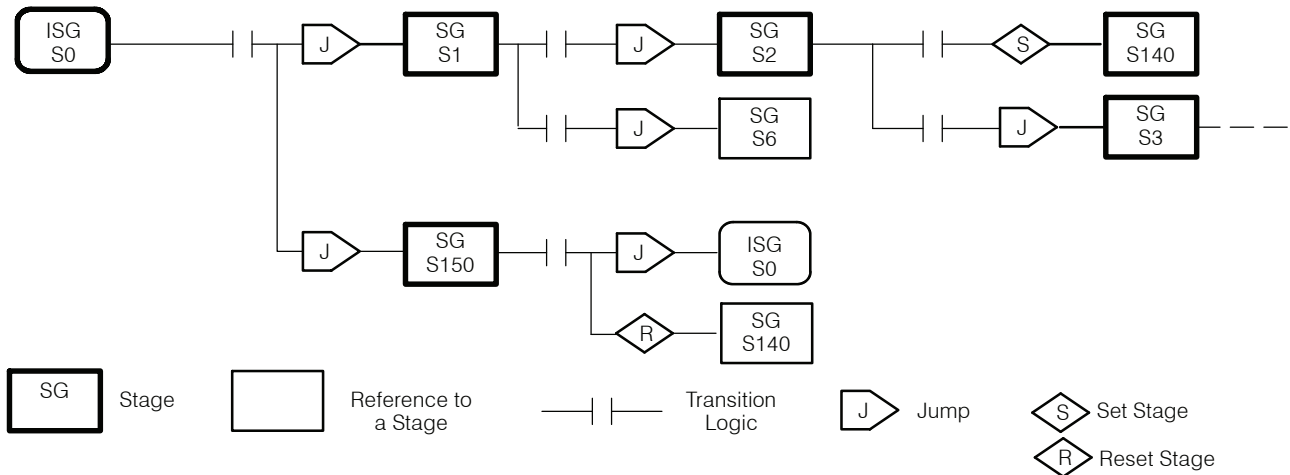 ISG
S0
J
SG
S1
J
SG
S2
S
SG
S140
J
SG
S6
J
SG
S3
J
SG
S150
J
ISG
S0
R
SG
S140
SG
Stage
Reference to
a Stage
Transition
Logic
J
Jump
S
Set Stage
R
Reset Stage